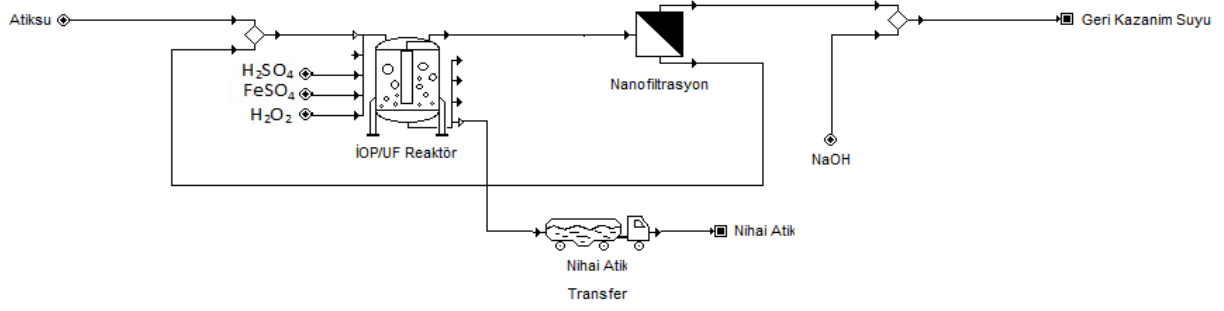 Atiksu
Geri Kazanim Suyu
H₂SO₄
FeSO₄
H₂O₂
Nanofiltrasyon
İOP/UF Reaktör
NaOH
Nihai Atik
Nihai Atik
Transfer